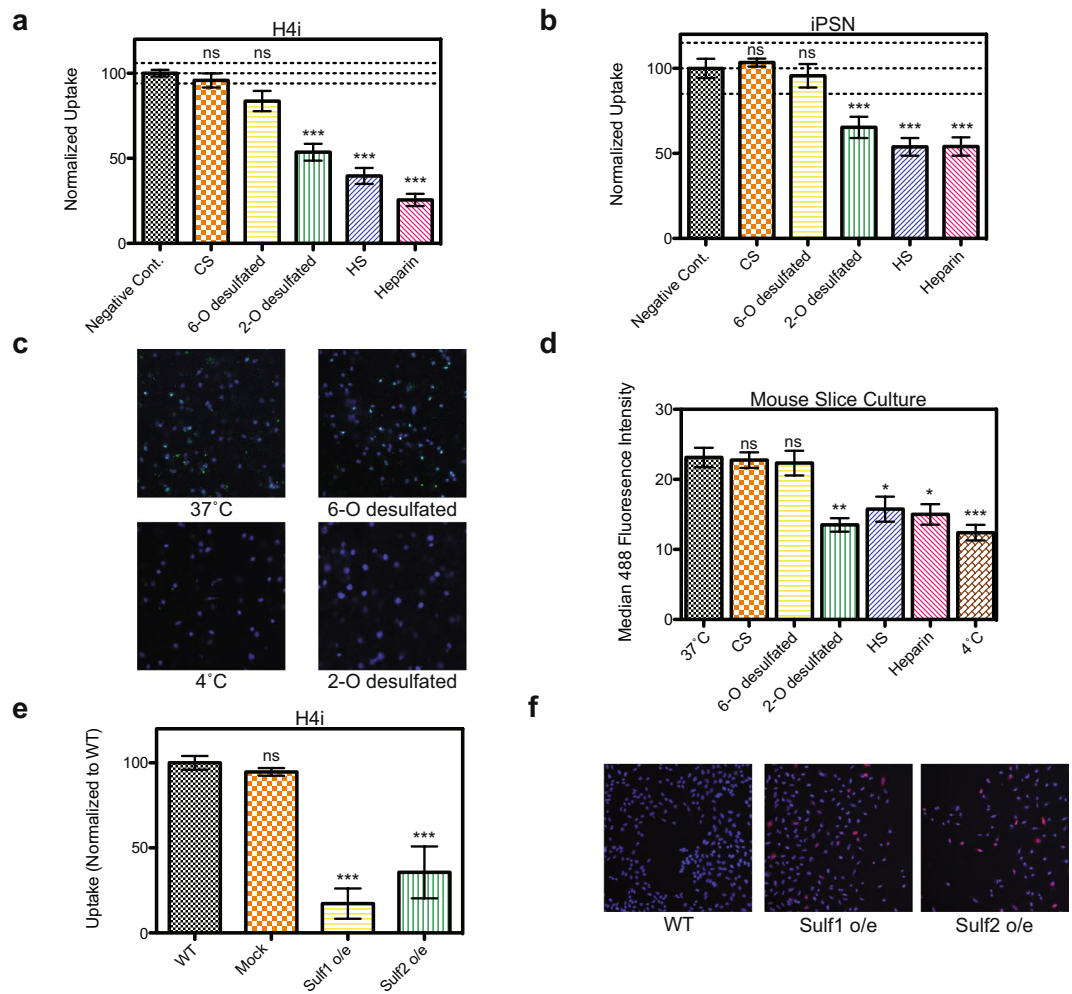 a
H4i
Normalized Uptake
100
50
0
ns
ns
***
***
***
Negative Cont.
CS
6-O desulfated
2-O desulfated
HS
Heparin
b
iPSN
Normalized Uptake
100
50
0
ns
ns
***
***
***
Negative Cont.
CS
6-O desulfated
2-O desulfated
HS
Heparin
c
37˚C
6-O desulfated
4˚C
2-O desulfated
d
Mouse Slice Culture
Median 488 Fluoresence Intensity
30
20
10
0
ns
ns
**
*
*
***
37˚C
CS
6-O desulfated
2-O desulfated
HS
Heparin
4˚C
e
H4i
Uptake (Normalized to WT)
100
50
0
ns
***
***
WT
Mock
Sulf1 o/e
Sulf2 o/e
f
WT
Sulf1 o/e
Sulf2 o/e